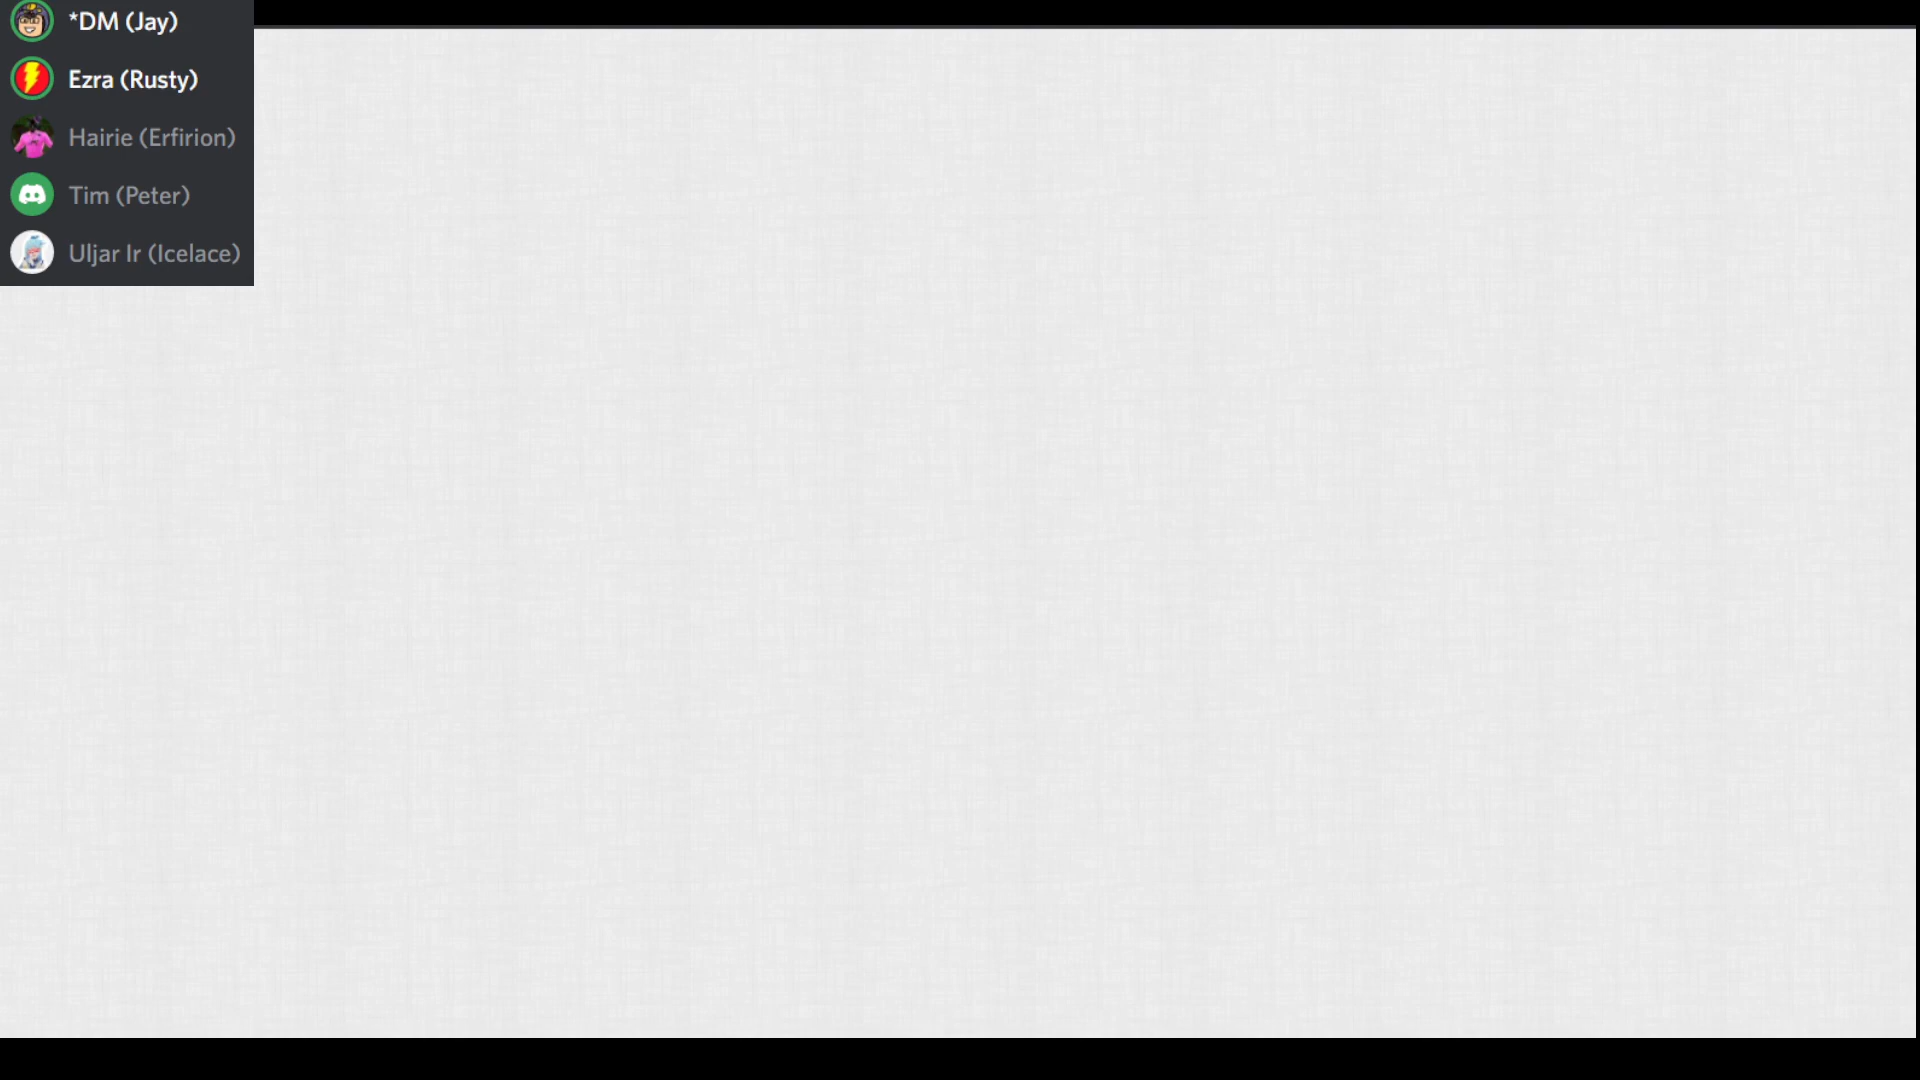 *DM (Jay)
Ezra (Rusty)
Hairie (Erfirion)
Tim (Peter)
Uljar Ir (Icelace)